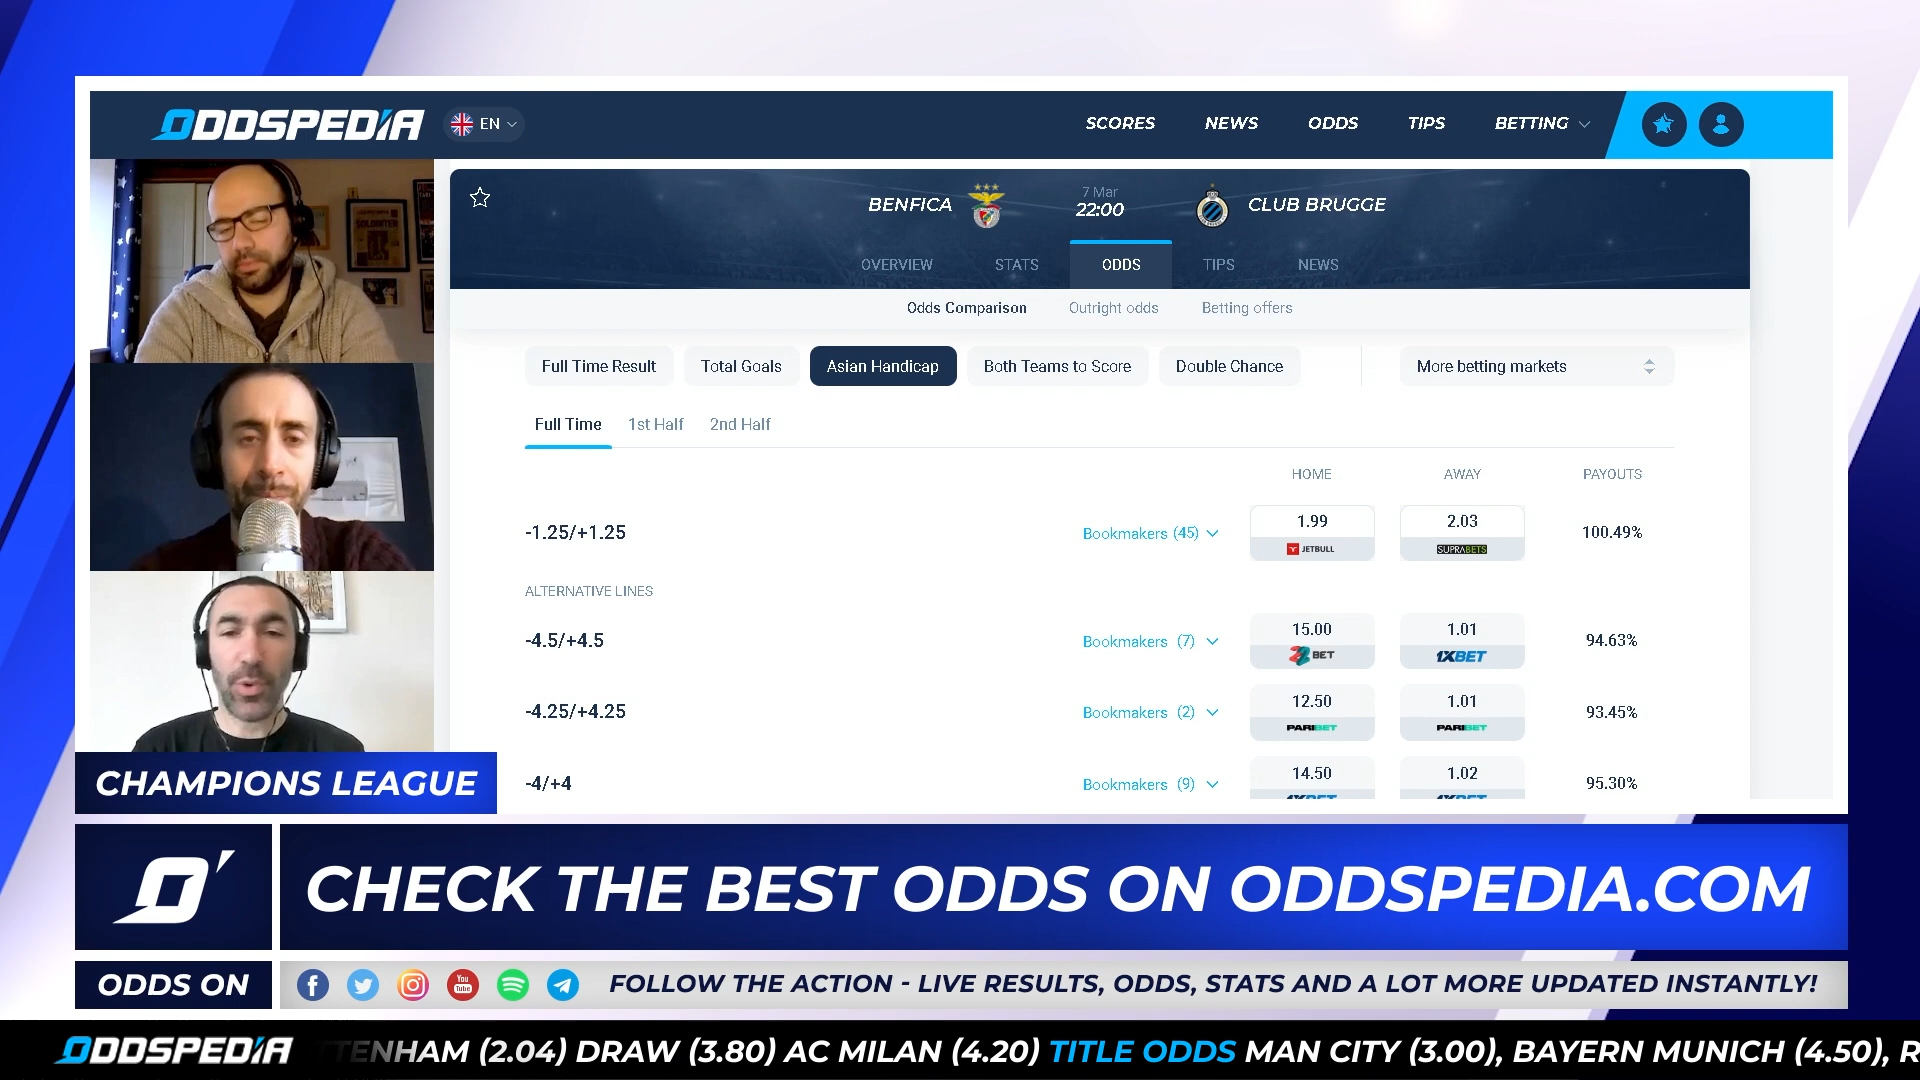 ODDSPEDIA
EN
SCORES NEWS ODDS TIPS BETTING
BENFICA
7 Mar
22:00
CLUB BRUGGE
OVERVIEW STATS ODDS TIPS NEWS
Odds Comparison Outright odds Betting offers
Full Time Result Total Goals Asian Handicap Both Teams to Score Double Chance More betting markets
Full Time 1st Half 2nd Half
HOME AWAY PAYOUTS
-1.25/+1.25 Bookmakers (45) 1.99 2.03 100.49%
JETBULL SUPRABETS
ALTERNATIVE LINES
-4.5/+4.5 Bookmakers (7) 15.00 1.01 94.63%
22BET 1XBET
-4.25/+4.25 Bookmakers (2) 12.50 1.01 93.45%
PARIBET PARIBET
-4/+4 Bookmakers (9) 14.50 1.02 95.30%
1XBET 1XBET
CHAMPIONS LEAGUE
CHECK THE BEST ODDS ON ODDSPEDIA.COM
ODDS ON
You Tube
FOLLOW THE ACTION - LIVE RESULTS, ODDS, STATS AND A LOT MORE UPDATED INSTANTLY!
ODDSPEDIA TENHAM (2.04) DRAW (3.80) AC MILAN (4.20) TITLE ODDS MAN CITY (3.00), BAYERN MUNICH (4.50), R